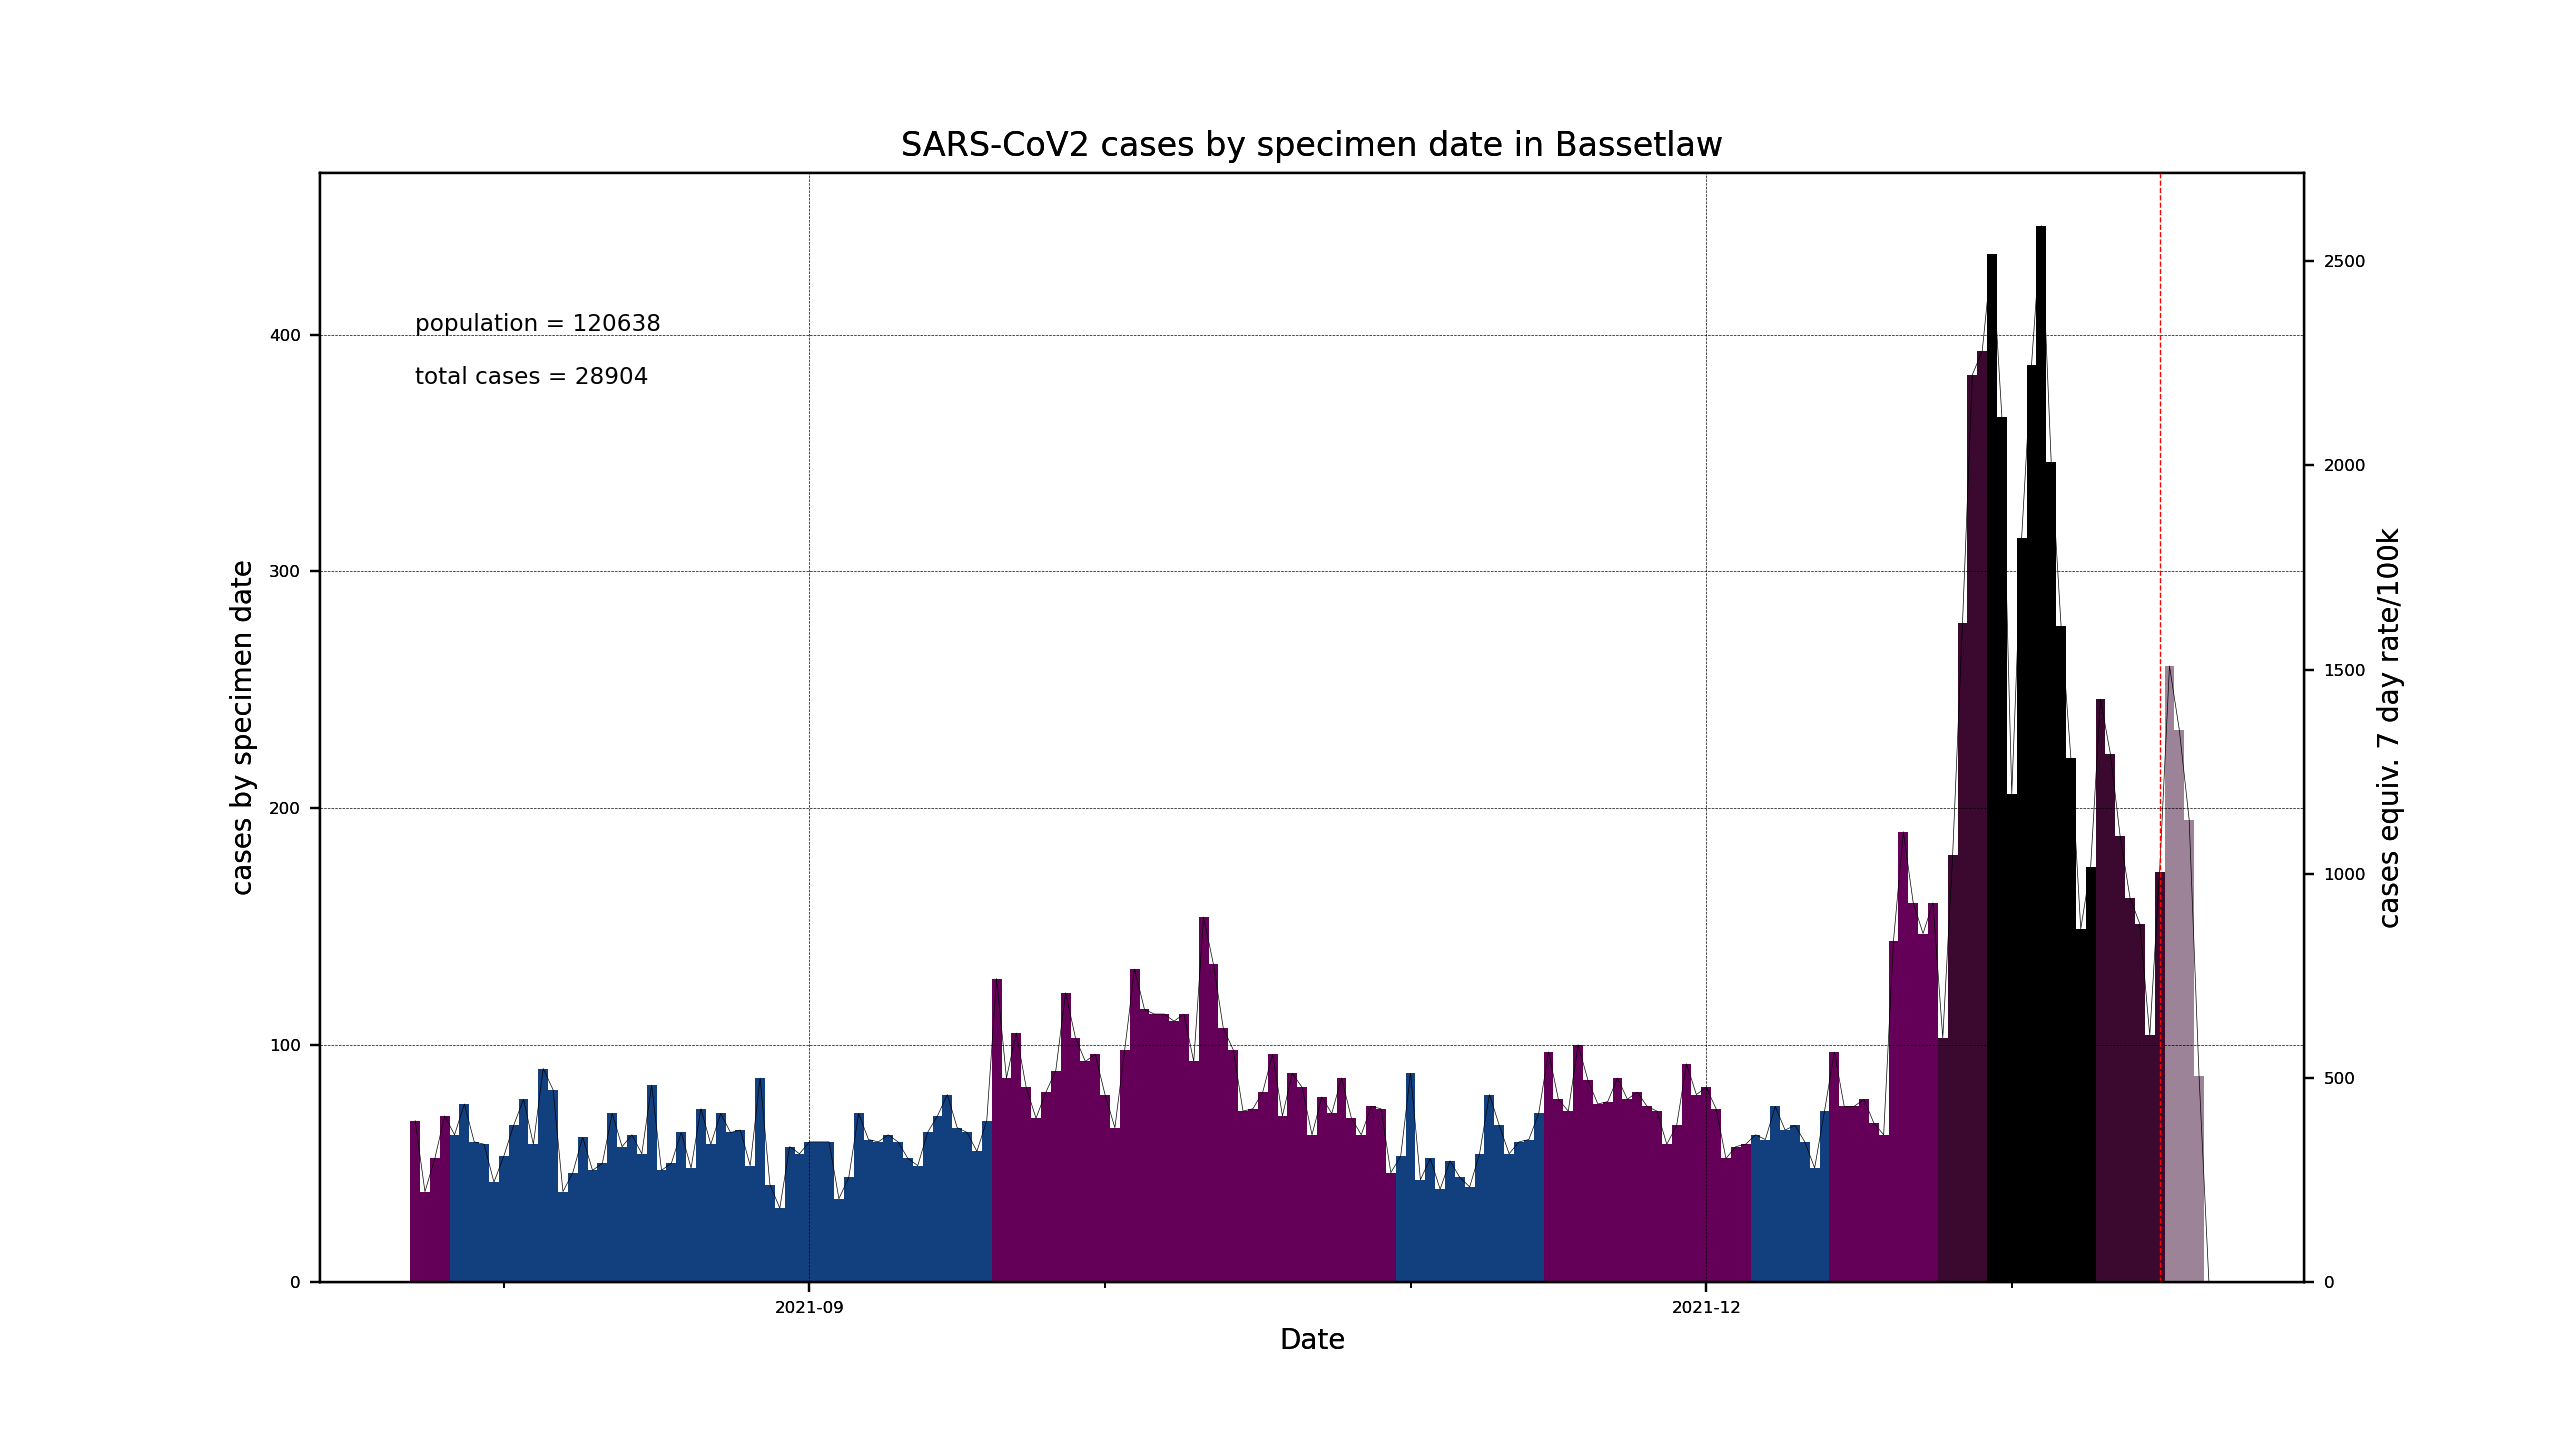 SARS-CoV2 cases by specimen date in Bassetlaw
population = 120638
total cases = 28904
cases by specimen date
400
300
200
100
0
2500
2000
1500
1000
500
0
cases equiv. 7 day rate/100k
2021-09
2021-12
Date